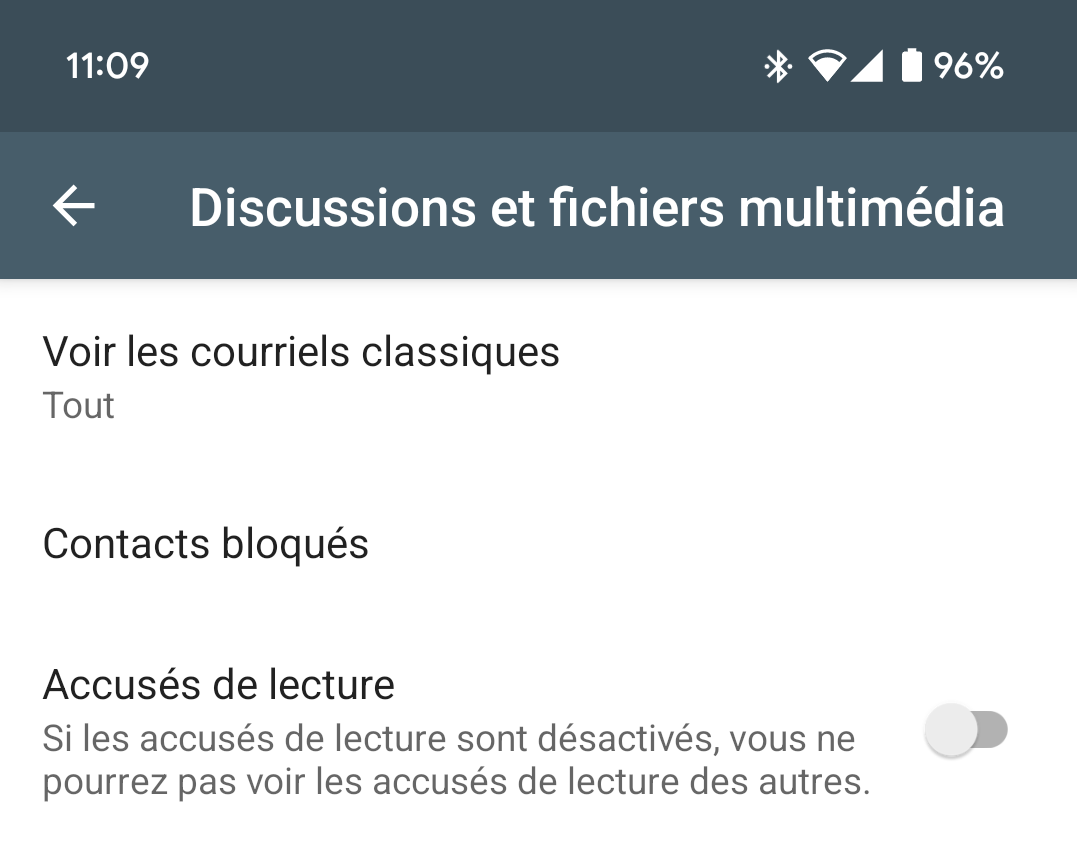 11:09 96%
Discussions et fichiers multimédia
Voir les courriels classiques
Tout
Contacts bloqués
Accusés de lecture
Si les accusés de lecture sont désactivés, vous ne
pourrez pas voir les accusés de lecture des autres.